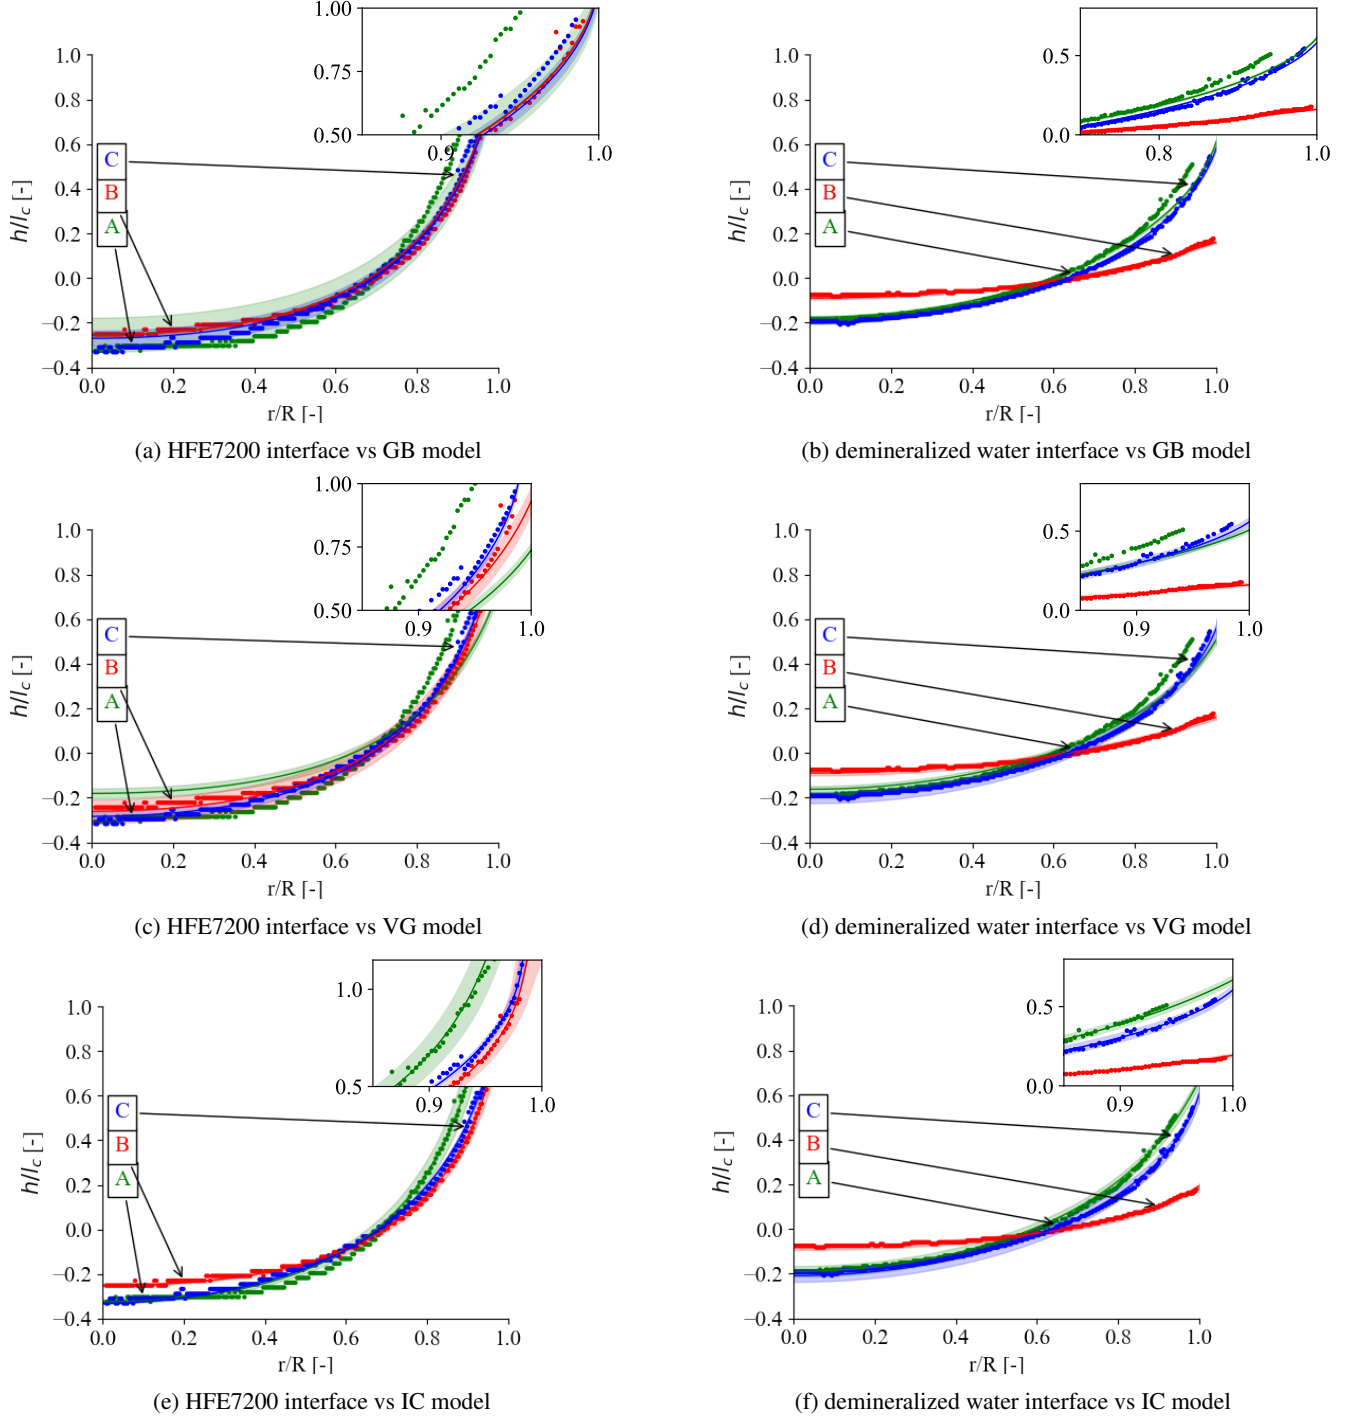 1.00
0.75
0.50
0.9
1.0
1.0
0.8
0.6
0.4
0.2
0.0
−0.2
−0.4
h/l_c [-]
C
B
A
0.0 0.2 0.4 0.6 0.8 1.0
r/R [-]
(a) HFE7200 interface vs GB model
0.5
0.0
0.8
1.0
1.0
0.8
0.6
0.4
0.2
0.0
−0.2
−0.4
h/l_c [-]
C
B
A
0.0 0.2 0.4 0.6 0.8 1.0
r/R [-]
(b) demineralized water interface vs GB model
1.00
0.75
0.50
0.9
1.0
1.0
0.8
0.6
0.4
0.2
0.0
−0.2
−0.4
h/l_c [-]
C
B
A
0.0 0.2 0.4 0.6 0.8 1.0
r/R [-]
(c) HFE7200 interface vs VG model
0.5
0.0
0.9
1.0
1.0
0.8
0.6
0.4
0.2
0.0
−0.2
−0.4
h/l_c [-]
C
B
A
0.0 0.2 0.4 0.6 0.8 1.0
r/R [-]
(d) demineralized water interface vs VG model
1.0
0.5
0.9
1.0
1.0
0.8
0.6
0.4
0.2
0.0
−0.2
−0.4
h/l_c [-]
C
B
A
0.0 0.2 0.4 0.6 0.8 1.0
r/R [-]
(e) HFE7200 interface vs IC model
0.5
0.0
0.9
1.0
1.0
0.8
0.6
0.4
0.2
0.0
−0.2
−0.4
h/l_c [-]
C
B
A
0.0 0.2 0.4 0.6 0.8 1.0
r/R [-]
(f) demineralized water interface vs IC model